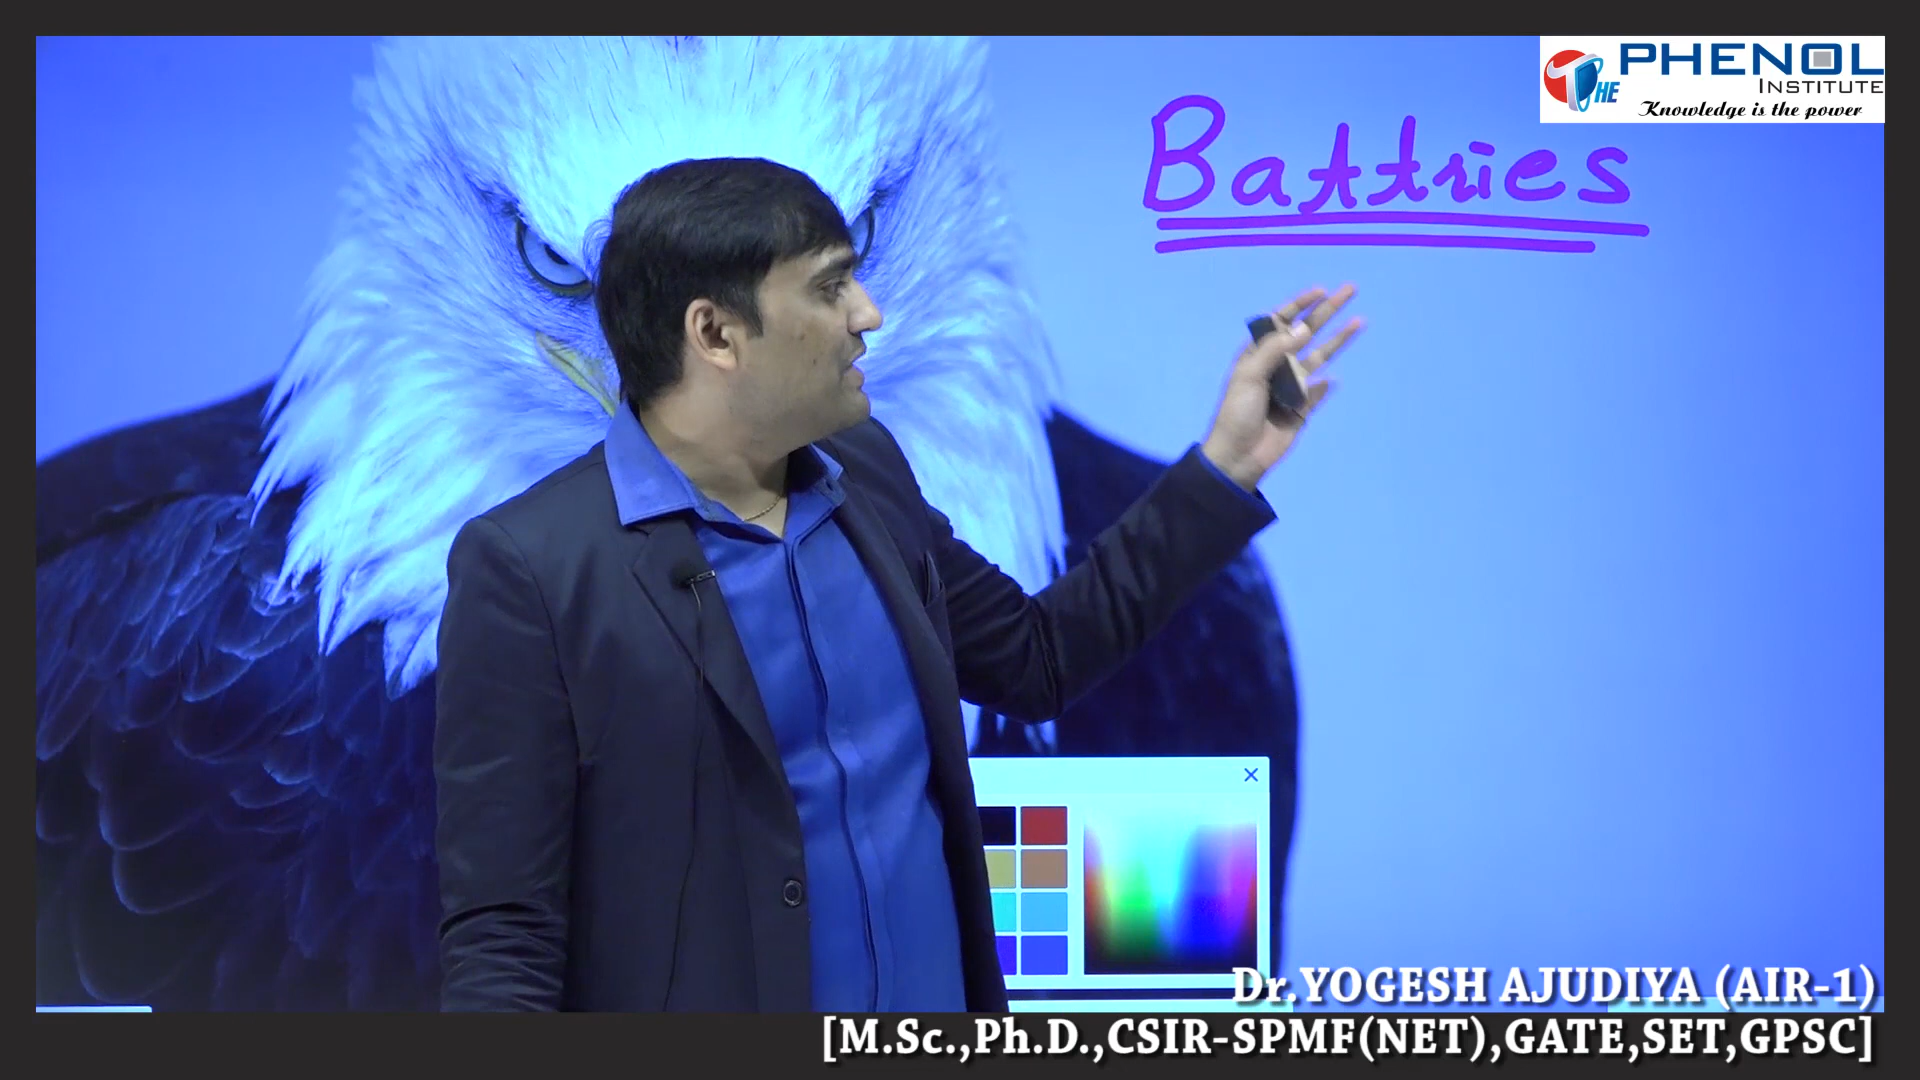 THE PHENOL
INSTITUTE
Knowledge is the power
Battries
Dr.YOGESH AJUDIYA (AIR-1)
[M.Sc.,Ph.D.,CSIR-SPMF(NET),GATE,SET,GPSC]